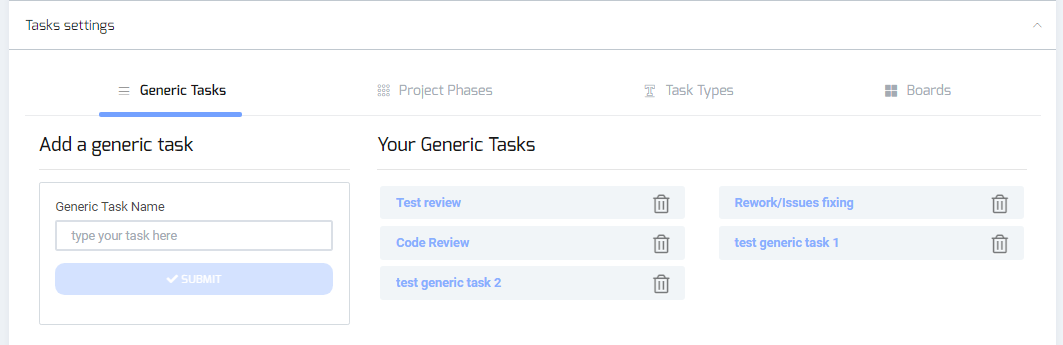 Tasks settings
Generic Tasks
Project Phases
Task Types
Boards
Add a generic task
Generic Task Name
type your task here
SUBMIT
Your Generic Tasks
Test review
Rework/Issues fixing
Code Review
test generic task 1
test generic task 2